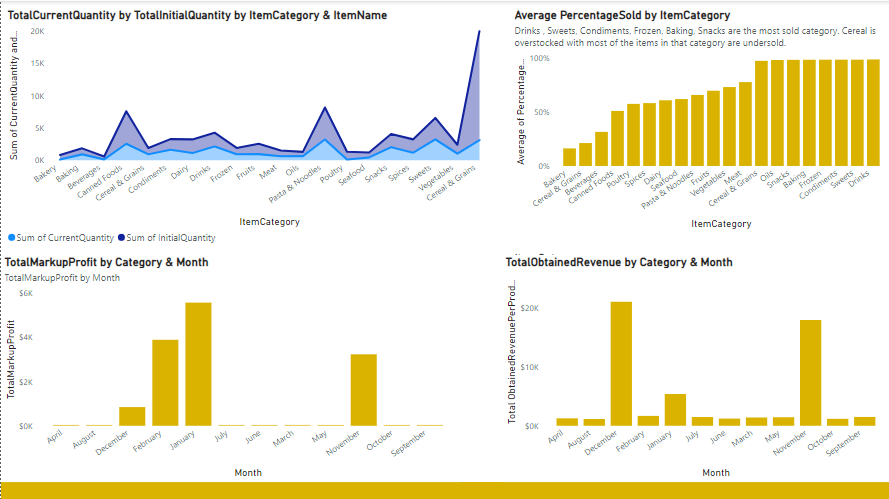 TotalCurrentQuantity by TotalInitialQuantity by ItemCategory & ItemName
Sum of CurrentQuantity and...
20K
15K
10K
5K
0K
Bakery
Baking
Beverages
Canned Foods
Cereal & Grains
Condiments
Dairy
Drinks
Frozen
Fruits
Meat
Oils
Pasta & Noodles
Poultry
Seafood
Snacks
Spices
Sweets
Vegetables
Cereal & Grains
ItemCategory
Sum of CurrentQuantity
Sum of InitialQuantity
Average PercentageSold by ItemCategory
Drinks , Sweets, Condiments, Frozen, Baking, Snacks are the most sold category. Cereal is
overstocked with most of the items in that category are undersold.
Average of Percentage...
100%
50%
0%
Bakery
Cereal & Grains
Beverages
Canned Foods
Poultry
Spices
Dairy
Seafood
Pasta & Noodles
Fruits
Vegetables
Meat
Cereal & Grains
Oils
Snacks
Baking
Frozen
Condiments
Sweets
Drinks
ItemCategory
TotalMarkupProfit by Category & Month
TotalMarkupProfit by Month
TotalMarkupProfit
$6K
$4K
$2K
$0K
April
August
December
February
January
July
June
March
May
November
October
September
Month
TotalObtainedRevenue by Category & Month
Total ObtainedRevenuePerProd...
$20K
$10K
$0K
April
August
December
February
January
July
June
March
May
November
October
September
Month